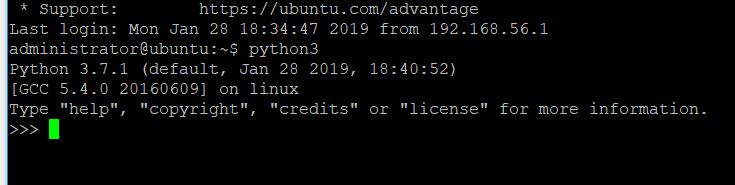 * Support:        https://ubuntu.com/advantage
Last login: Mon Jan 28 18:34:47 2019 from 192.168.56.1
administrator@ubuntu:~$ python3
Python 3.7.1 (default, Jan 28 2019, 18:40:52)
[GCC 5.4.0 20160609] on linux
Type "help", "copyright", "credits" or "license" for more information.
>>>